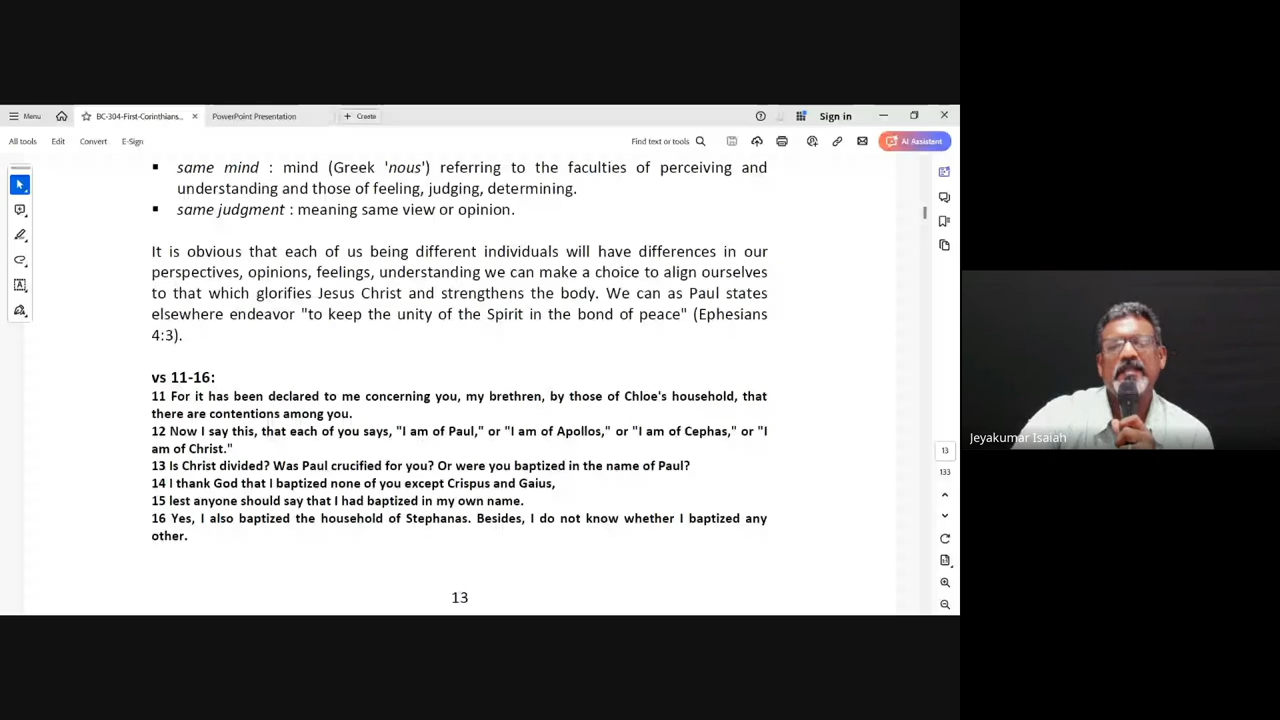 Menu
BC-304-First-Corinthians...
PowerPoint Presentation
Create
Sign in
All tools
Edit
Convert
E-Sign
Find text or tools
AI Assistant
▪ same mind : mind (Greek 'nous') referring to the faculties of perceiving and
understanding and those of feeling, judging, determining.
▪ same judgment : meaning same view or opinion.
It is obvious that each of us being different individuals will have differences in our
perspectives, opinions, feelings, understanding we can make a choice to align ourselves
to that which glorifies Jesus Christ and strengthens the body. We can as Paul states
elsewhere endeavor "to keep the unity of the Spirit in the bond of peace" (Ephesians
4:3).
vs 11-16:
11 For it has been declared to me concerning you, my brethren, by those of Chloe's household, that
there are contentions among you.
12 Now I say this, that each of you says, "I am of Paul," or "I am of Apollos," or "I am of Cephas," or "I
am of Christ."
13 Is Christ divided? Was Paul crucified for you? Or were you baptized in the name of Paul?
14 I thank God that I baptized none of you except Crispus and Gaius,
15 lest anyone should say that I had baptized in my own name.
16 Yes, I also baptized the household of Stephanas. Besides, I do not know whether I baptized any
other.
13
13
133
Jeyakumar Isaiah